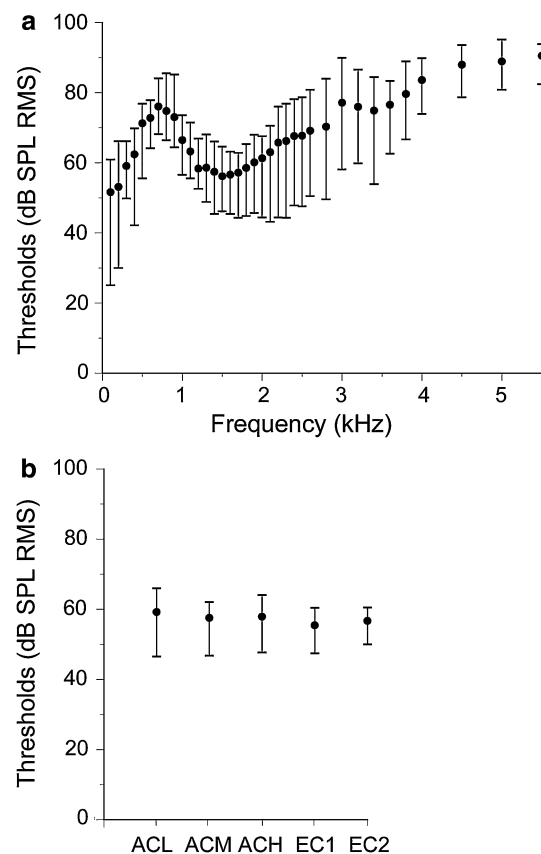 a
100
80
60
40
20
0
Thresholds (dB SPL RMS)
0 1 2 3 4 5
Frequency (kHz)
b
100
80
60
40
20
0
Thresholds (dB SPL RMS)
ACL ACM ACH EC1 EC2